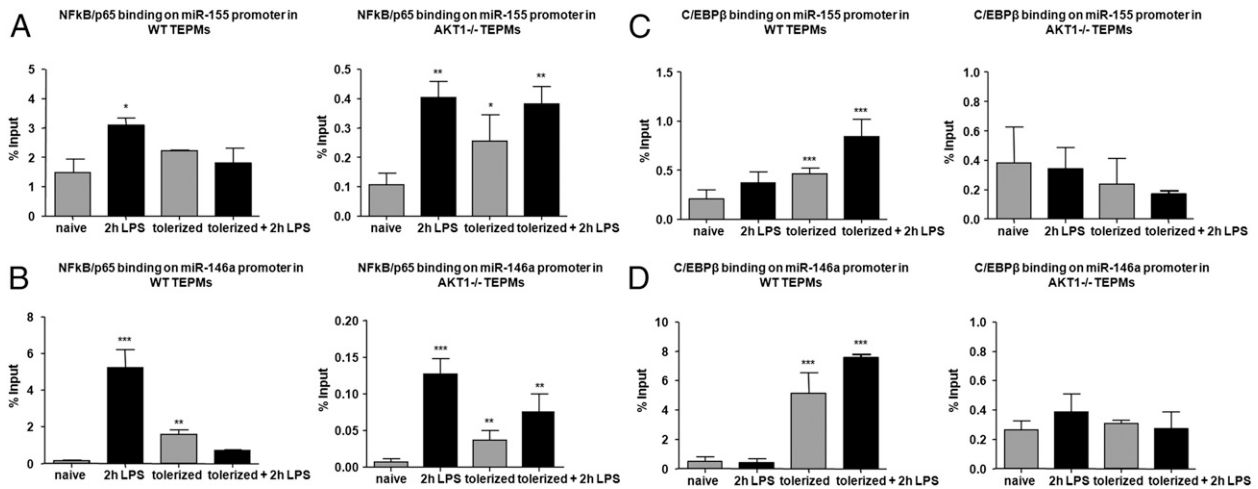 A
NFkB/p65 binding on miR-155 promoter in
WT TEPMs
% Input
5
4
3
2
1
0
*
naive
2h LPS
tolerized
tolerized + 2h LPS
NFkB/p65 binding on miR-155 promoter in
AKT1-/- TEPMs
% Input
0.5
0.4
0.3
0.2
0.1
0.0
**
*
**
naive
2h LPS
tolerized
tolerized + 2h LPS
B
NFkB/p65 binding on miR-146a promoter in
WT TEPMs
% Input
8
6
4
2
0
***
**
naive
2h LPS
tolerized
tolerized + 2h LPS
NFkB/p65 binding on miR-146a promoter in
AKT1-/- TEPMs
% Input
0.20
0.15
0.10
0.05
0.00
***
**
**
naive
2h LPS
tolerized
tolerized + 2h LPS
C
C/EBPβ binding on miR-155 promoter in
WT TEPMs
% Input
1.5
1.0
0.5
0.0
***
***
naive
2h LPS
tolerized
tolerized + 2h LPS
C/EBPβ binding on miR-155 promoter in
AKT1-/- TEPMs
% Input
1.0
0.8
0.6
0.4
0.2
0.0
naive
2h LPS
tolerized
tolerized + 2h LPS
D
C/EBPβ binding on miR-146a promoter in
WT TEPMs
% Input
10
8
6
4
2
0
***
***
naive
2h LPS
tolerized
tolerized + 2h LPS
C/EBPβ binding on miR-146a promoter in
AKT1-/- TEPMs
% Input
1.0
0.8
0.6
0.4
0.2
0.0
naive
2h LPS
tolerized
tolerized + 2h LPS